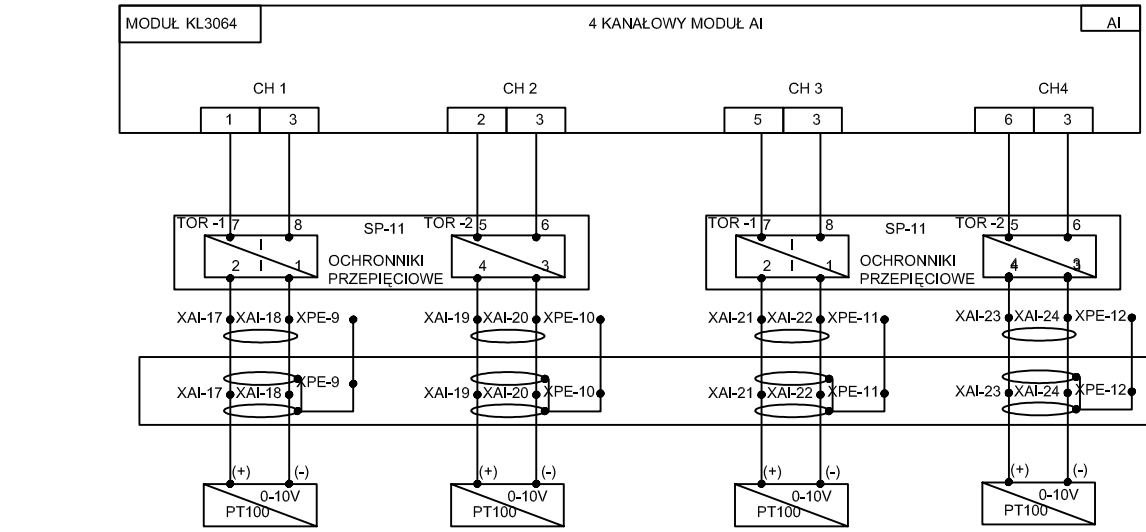 MODUŁ KL3064 4 KANAŁOWY MODUŁ AI AI
CH 1 CH 2 CH 3 CH4
1 3 2 3 5 3 6 3
TOR -1 7 8 SP-11 TOR -2 5 6 TOR -1 7 8 SP-11 TOR -2 5 6
2 1 OCHRONNIKI 4 3 2 1 OCHRONNIKI 4 3
PRZEPIĘCIOWE PRZEPIĘCIOWE
XAI-17 XAI-18 XPE-9 XAI-19 XAI-20 XPE-10 XAI-21 XAI-22 XPE-11 XAI-23 XAI-24 XPE-12
XAI-17 XAI-18 XPE-9 XAI-19 XAI-20 XPE-10 XAI-21 XAI-22 XPE-11 XAI-23 XAI-24 XPE-12
(+) (-) (+) (-) (+) (-) (+) (-)
0-10V 0-10V 0-10V 0-10V
PT100 PT100 PT100 PT100